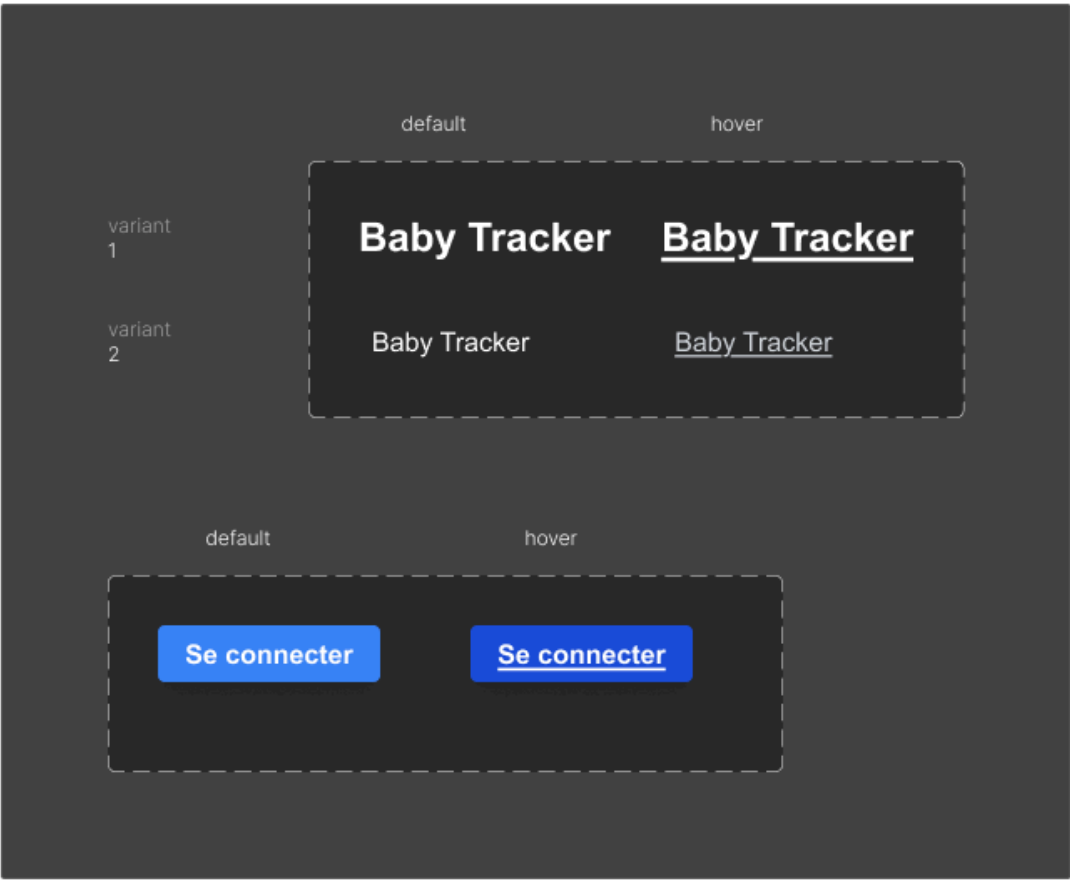 default hover
variant
1
Baby Tracker Baby Tracker
variant
2
Baby Tracker Baby Tracker
default hover
Se connecter Se connecter